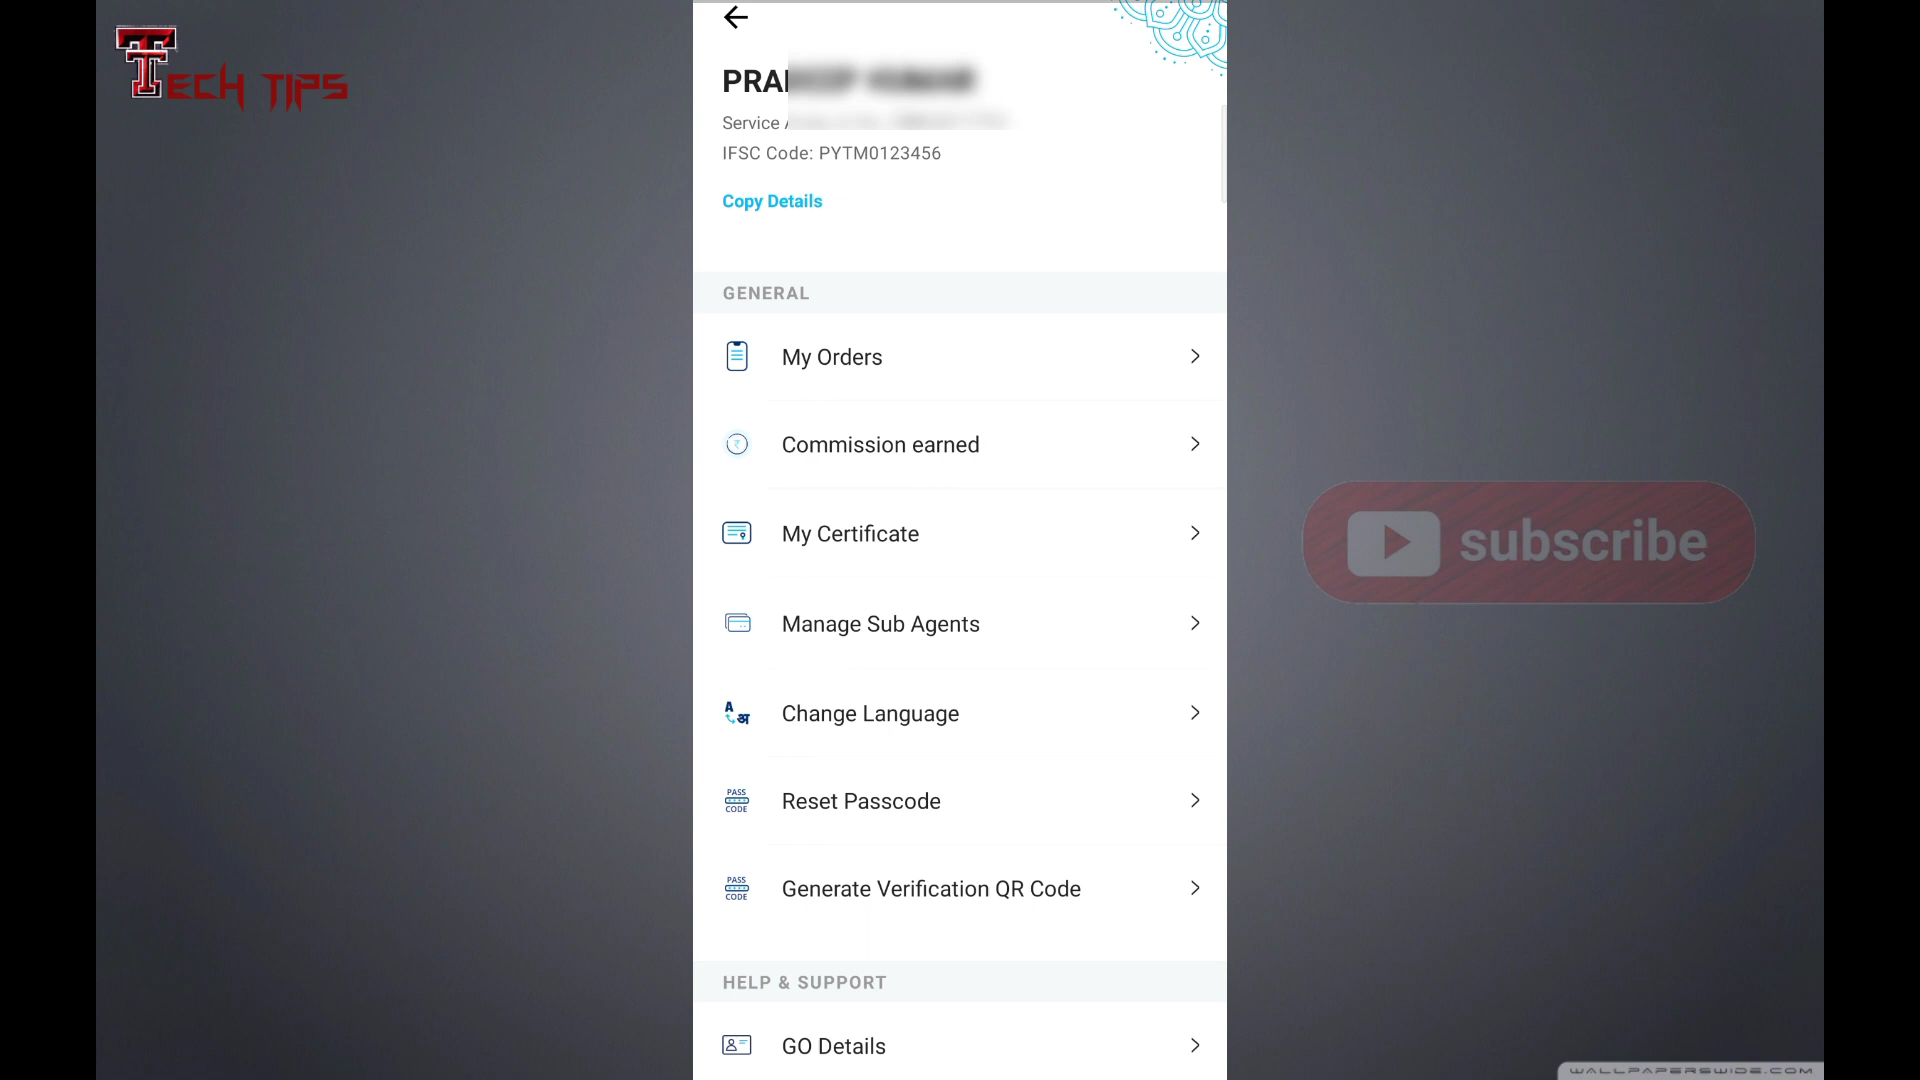 TECH TIPS
PRA
Service
IFSC Code: PYTM0123456
Copy Details
GENERAL
My Orders
Commission earned
My Certificate
Manage Sub Agents
A
अ
Change Language
PASS
CODE
Reset Passcode
PASS
CODE
Generate Verification QR Code
HELP & SUPPORT
GO Details
subscribe
WALLPAPERSWIDE.COM